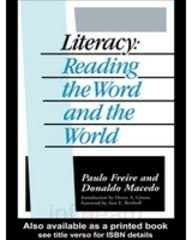 Literacy:
Reading
the Word
and the
World
Paulo Freire and
Donaldo Macedo
Introduction by Henry A. Giroux
Foreword by Ann E. Berthoff
Also available as a printed book
see title verso for ISBN details